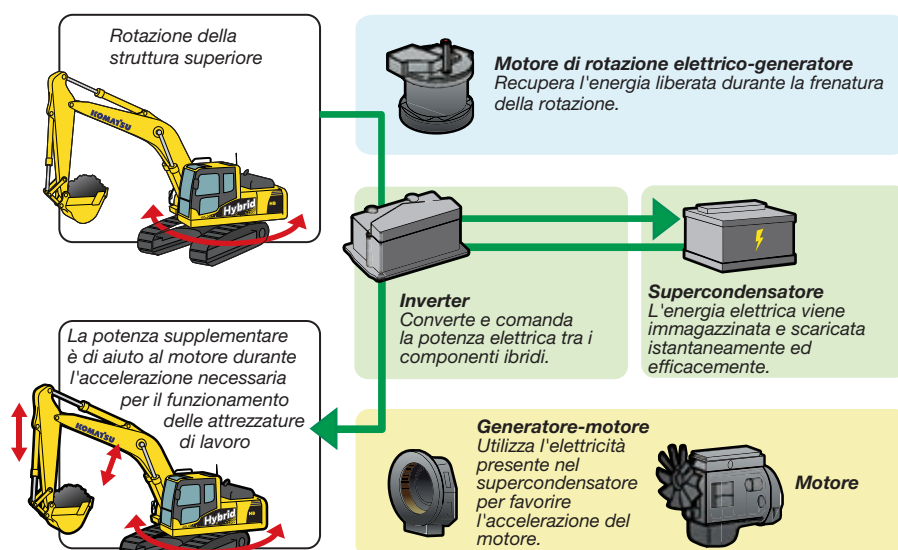 Rotazione della
struttura superiore
KOMATSU
Hybrid
Motore di rotazione elettrico-generatore
Recupera l'energia liberata durante la frenatura
della rotazione.
Inverter
Converte e comanda
la potenza elettrica tra i
componenti ibridi.
Supercondensatore
L'energia elettrica viene
immagazzinata e scaricata
istantaneamente ed
efficacemente.
La potenza supplementare
è di aiuto al motore durante
l'accelerazione necessaria
per il funzionamento
delle attrezzature
di lavoro
KOMATSU
Hybrid
Generatore-motore
Utilizza l'elettricità
presente nel
supercondensatore
per favorire
l'accelerazione del
motore.
Motore